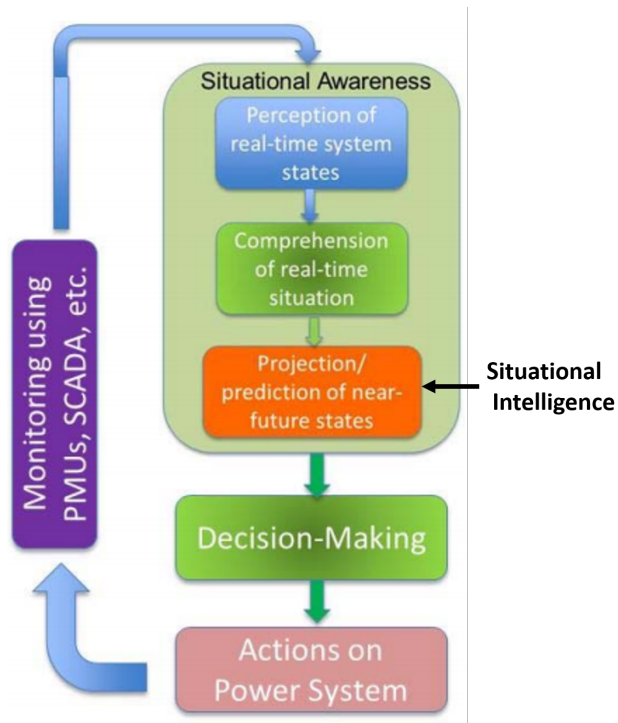 Situational Awareness
Perception of
real-time system
states
Comprehension
of real-time
situation
Projection/
prediction of near-
future states
Situational
Intelligence
Monitoring using
PMUs, SCADA, etc.
Decision-Making
Actions on
Power System